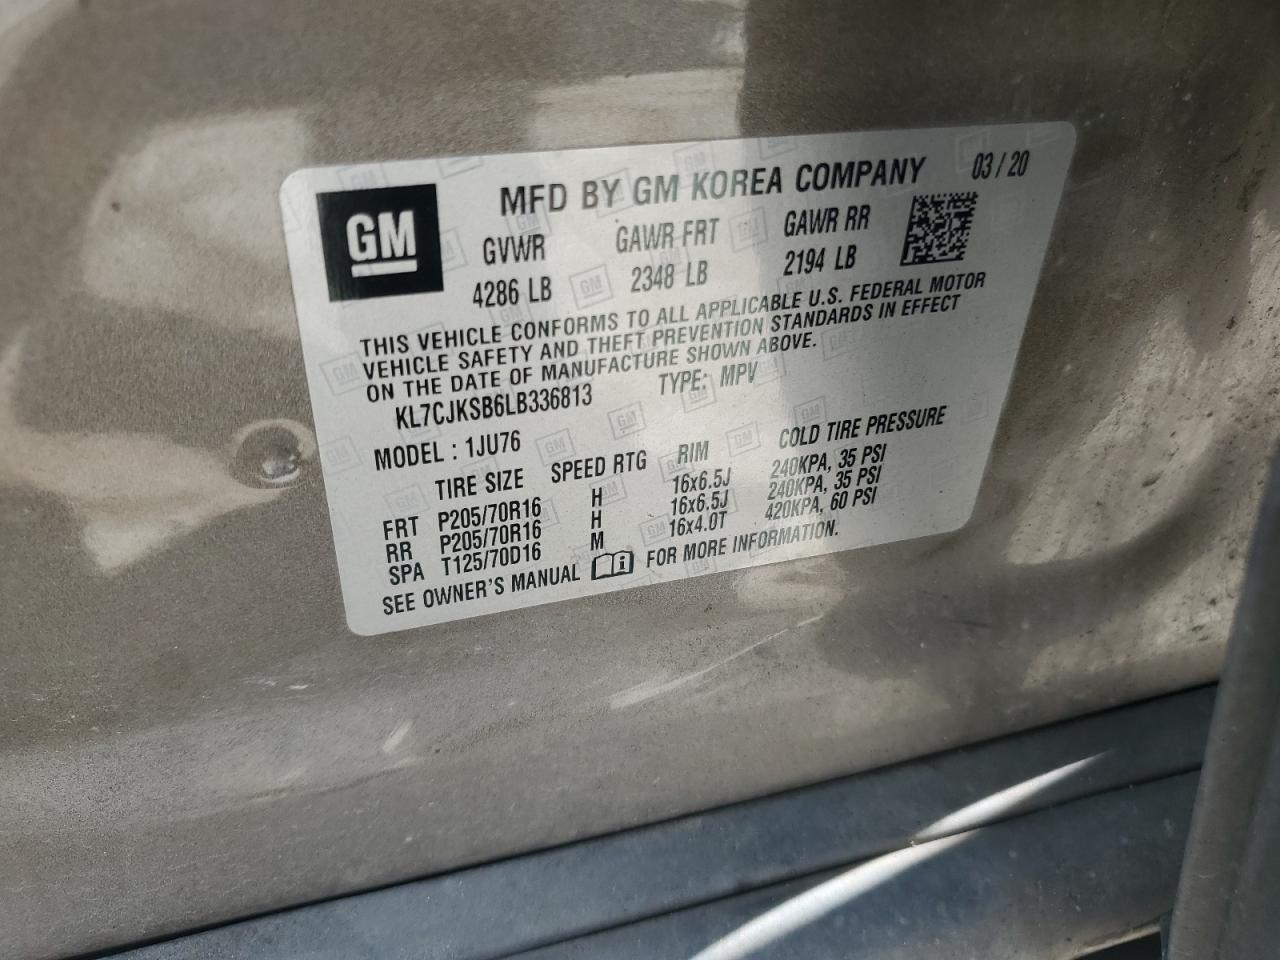 GM
MFD BY GM KOREA COMPANY 03/20
GVWR GAWR FRT GAWR RR
4286 LB 2348 LB 2194 LB
THIS VEHICLE CONFORMS TO ALL APPLICABLE U.S. FEDERAL MOTOR
VEHICLE SAFETY AND THEFT PREVENTION STANDARDS IN EFFECT
ON THE DATE OF MANUFACTURE SHOWN ABOVE.
KL7CJKSB6LB336813 TYPE: MPV
MODEL : 1JU76
TIRE SIZE SPEED RTG RIM COLD TIRE PRESSURE
FRT P205/70R16 H 16x6.5J 240KPA, 35 PSI
RR P205/70R16 H 16x6.5J 240KPA, 35 PSI
SPA T125/70D16 M 16x4.0T 420KPA, 60 PSI
SEE OWNER'S MANUAL FOR MORE INFORMATION.